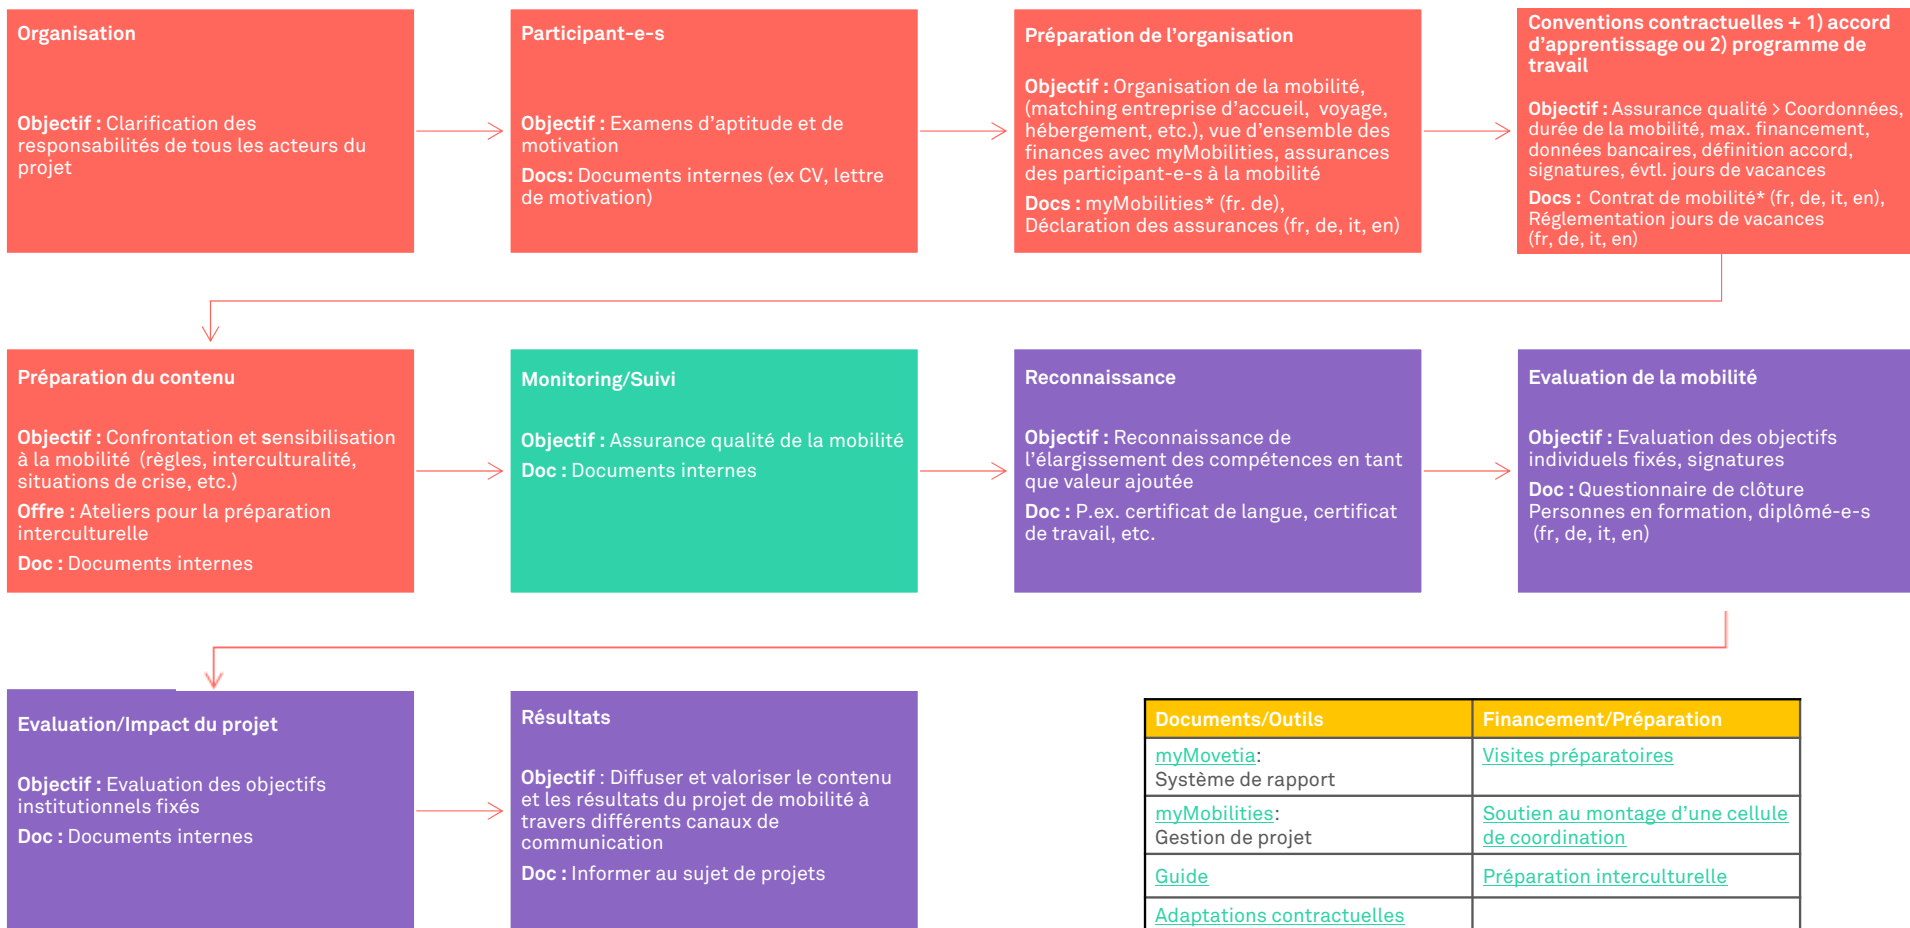 Organisation
Objectif : Clarification des
responsabilités de tous les acteurs du
projet
Participant-e-s
Objectif : Examens d'aptitude et de
motivation
Docs: Documents internes (ex CV, lettre
de motivation)
Préparation de l'organisation
Objectif : Organisation de la mobilité,
(matching entreprise d'accueil, voyage,
hébergement, etc.), vue d'ensemble des
finances avec myMobilities, assurances
des participant-e-s à la mobilité
Docs : myMobilities* (fr. de),
Déclaration des assurances (fr, de, it, en)
Conventions contractuelles + 1) accord
d'apprentissage ou 2) programme de
travail
Objectif : Assurance qualité > Coordonnées,
durée de la mobilité, max. financement,
données bancaires, définition accord,
signatures, évtl. jours de vacances
Docs : Contrat de mobilité* (fr, de, it, en),
Réglementation jours de vacances
(fr, de, it, en)
Préparation du contenu
Objectif : Confrontation et sensibilisation
à la mobilité (règles, interculturalité,
situations de crise, etc.)
Offre : Ateliers pour la préparation
interculturelle
Doc : Documents internes
Monitoring/Suivi
Objectif : Assurance qualité de la mobilité
Doc : Documents internes
Reconnaissance
Objectif : Reconnaissance de
l'élargissement des compétences en tant
que valeur ajoutée
Doc : P.ex. certificat de langue, certificat
de travail, etc.
Evaluation de la mobilité
Objectif : Evaluation des objectifs
individuels fixés, signatures
Doc : Questionnaire de clôture
Personnes en formation, diplômé-e-s
(fr, de, it, en)
Evaluation/Impact du projet
Objectif : Evaluation des objectifs
institutionnels fixés
Doc : Documents internes
Résultats
Objectif : Diffuser et valoriser le contenu
et les résultats du projet de mobilité à
travers différents canaux de
communication
Doc : Informer au sujet de projets
Documents/Outils
Financement/Préparation
myMovetia:
Système de rapport
Visites préparatoires
myMobilities:
Gestion de projet
Soutien au montage d'une cellule
de coordination
Guide
Préparation interculturelle
Adaptations contractuelles